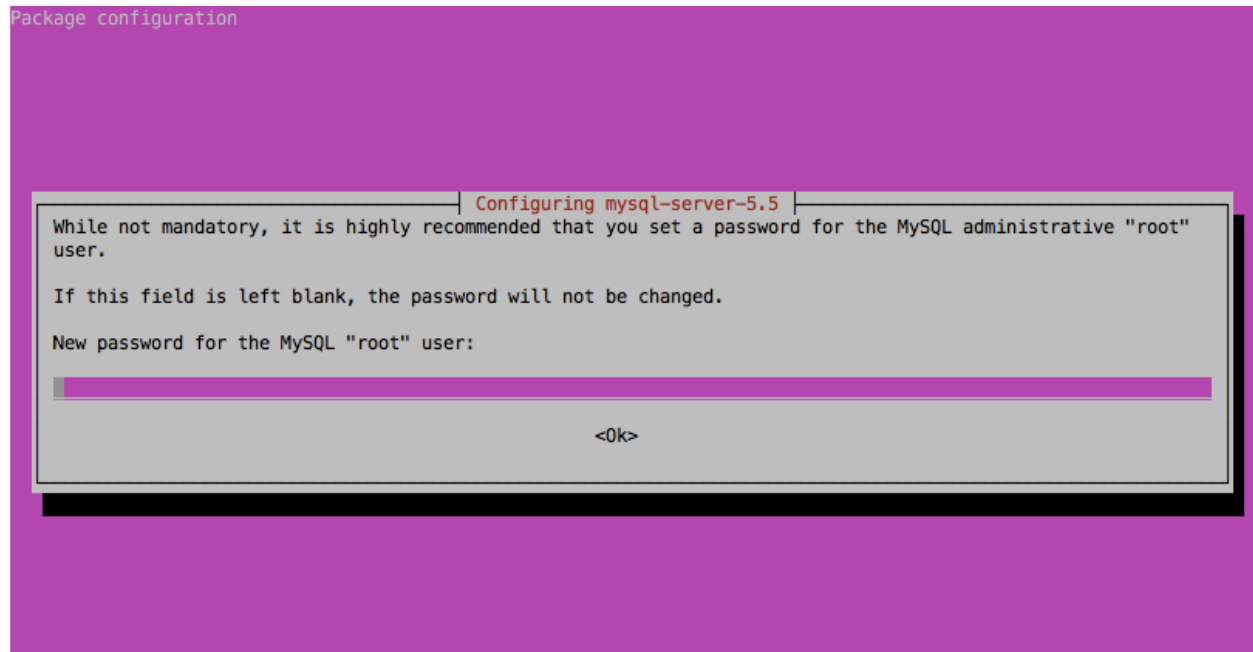 Package configuration
Configuring mysql-server-5.5
While not mandatory, it is highly recommended that you set a password for the MySQL administrative "root"
user.
If this field is left blank, the password will not be changed.
New password for the MySQL "root" user:
<Ok>